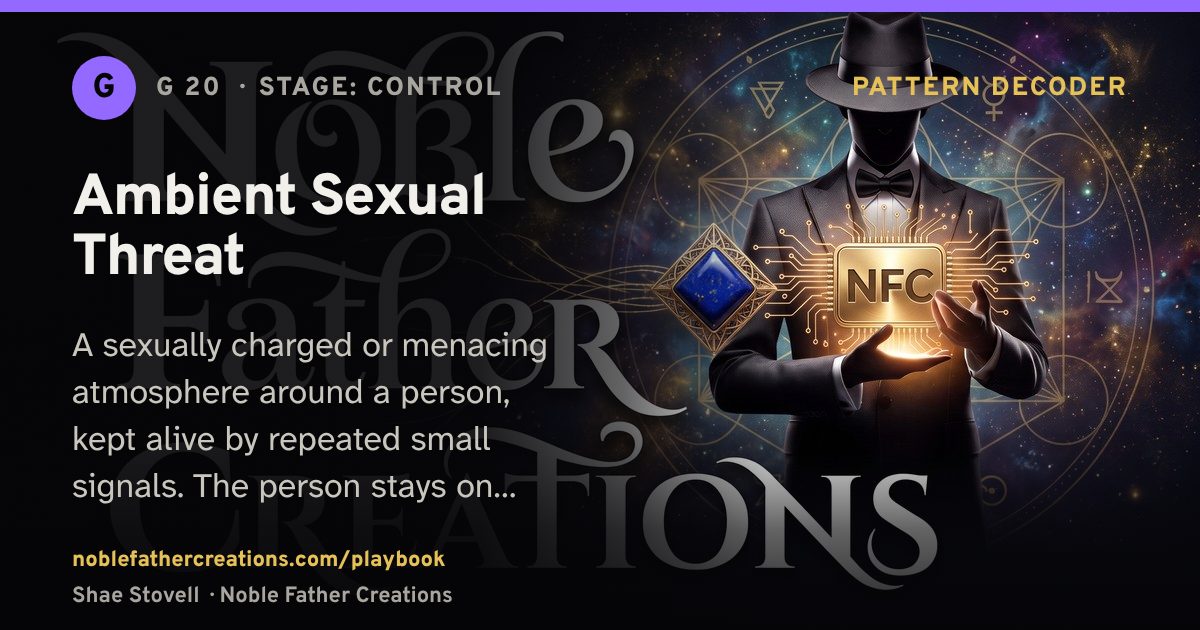 G
G 20 · STAGE: CONTROL
PATTERN DECODER
Ambient Sexual
Threat
A sexually charged or menacing
atmosphere around a person,
kept alive by repeated small
signals. The person stays on...
noblefathercreations.com/playbook
Shae Stovell · Noble Father Creations
Noble
Father
Creations
NFC